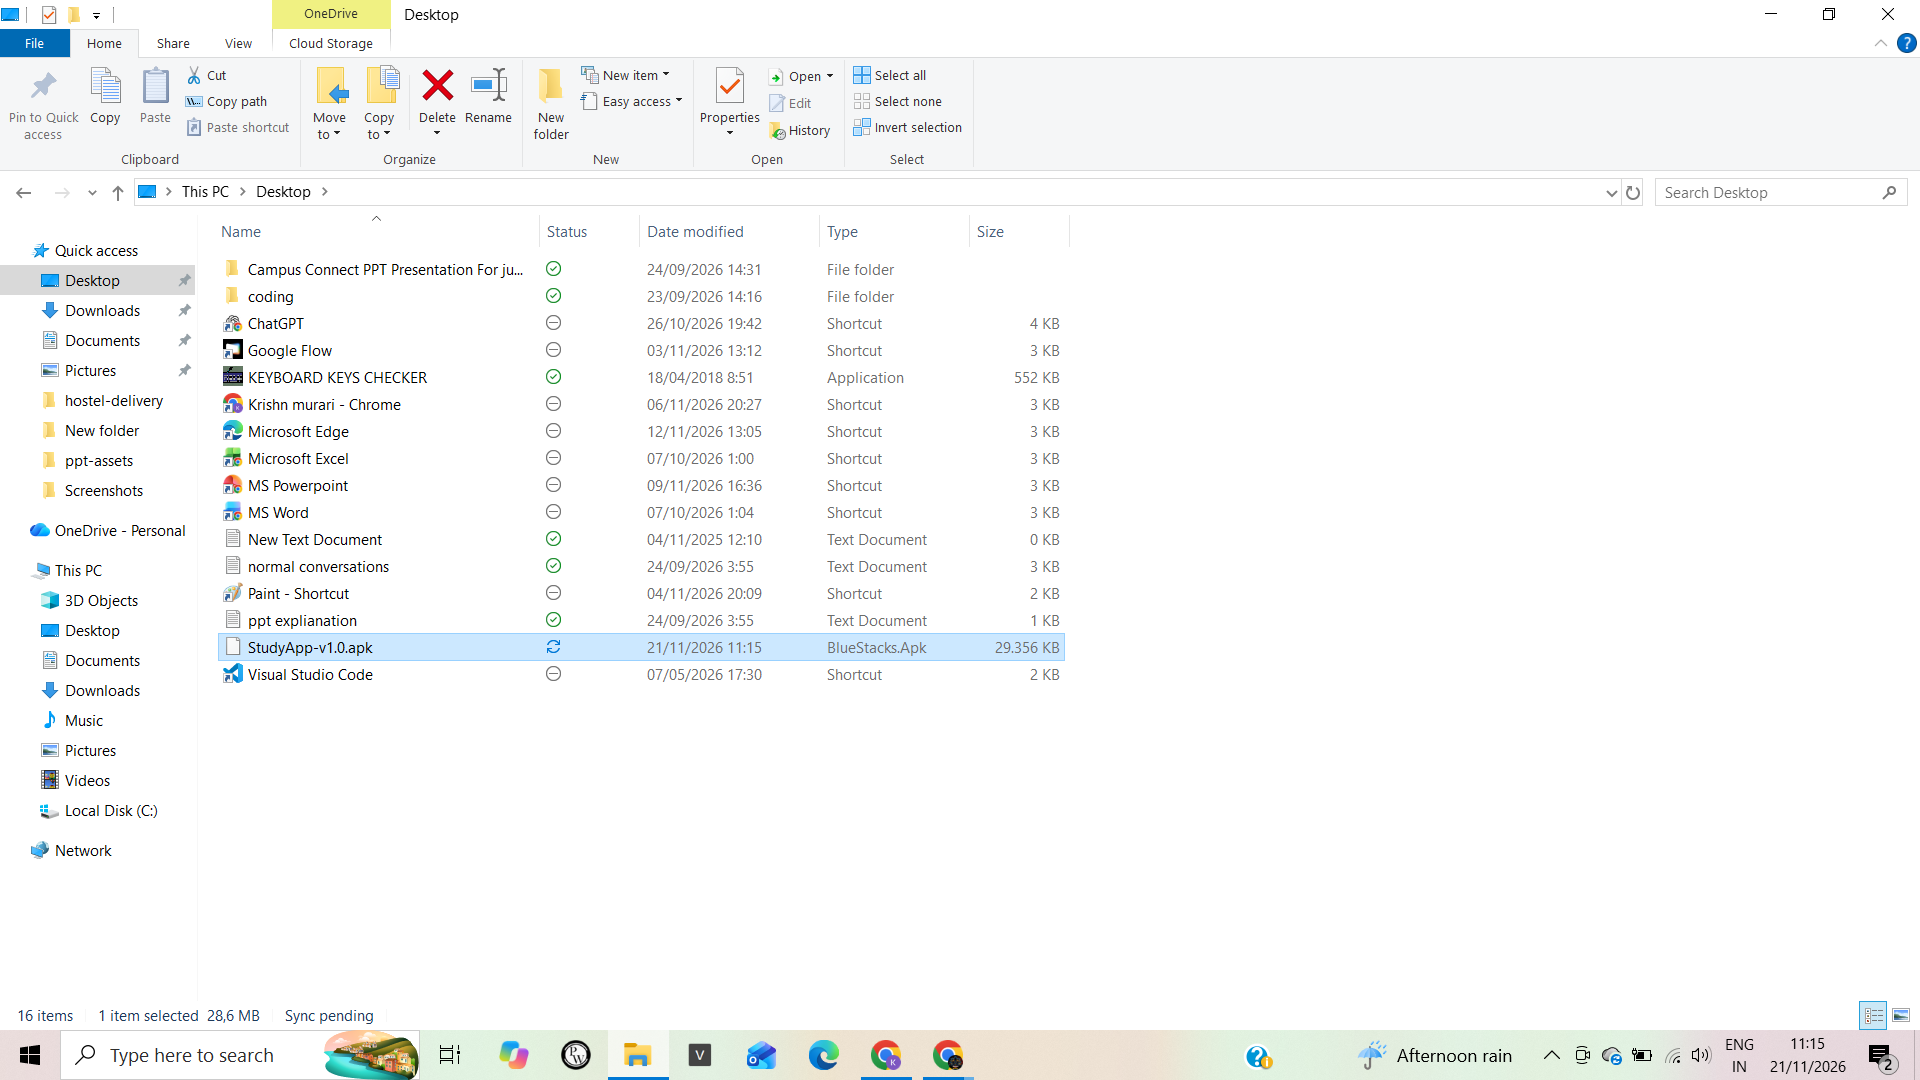 OneDrive
Desktop
File
Home
Share
View
Cloud Storage
?
Pin to Quick access
Copy
Paste
Cut
Copy path
Paste shortcut
Clipboard
Move to
Copy to
Delete
Rename
Organize
New folder
New item
Easy access
New
Properties
Open
Edit
History
Open
Select all
Select none
Invert selection
Select
This PC
Desktop
Search Desktop
Name
Status
Date modified
Type
Size
Quick access
Desktop
Downloads
Documents
Pictures
hostel-delivery
New folder
ppt-assets
Screenshots
OneDrive - Personal
This PC
3D Objects
Desktop
Documents
Downloads
Music
Pictures
Videos
Local Disk (C:)
Network
Campus Connect PPT Presentation For ju... 24/09/2026 14:31 File folder
coding 23/09/2026 14:16 File folder
ChatGPT 26/10/2026 19:42 Shortcut 4 KB
Google Flow 03/11/2026 13:12 Shortcut 3 KB
KEYBOARD KEYS CHECKER 18/04/2018 8:51 Application 552 KB
Krishn murari - Chrome 06/11/2026 20:27 Shortcut 3 KB
Microsoft Edge 12/11/2026 13:05 Shortcut 3 KB
Microsoft Excel 07/10/2026 1:00 Shortcut 3 KB
MS Powerpoint 09/11/2026 16:36 Shortcut 3 KB
MS Word 07/10/2026 1:04 Shortcut 3 KB
New Text Document 04/11/2025 12:10 Text Document 0 KB
normal conversations 24/09/2026 3:55 Text Document 3 KB
Paint - Shortcut 04/11/2026 20:09 Shortcut 2 KB
ppt explianation 24/09/2026 3:55 Text Document 1 KB
StudyApp-v1.0.apk 21/11/2026 11:15 BlueStacks.Apk 29.356 KB
Visual Studio Code 07/05/2026 17:30 Shortcut 2 KB
16 items 1 item selected 28,6 MB Sync pending
Type here to search
PW
V
K
Afternoon rain
ENG
IN
11:15
21/11/2026
2